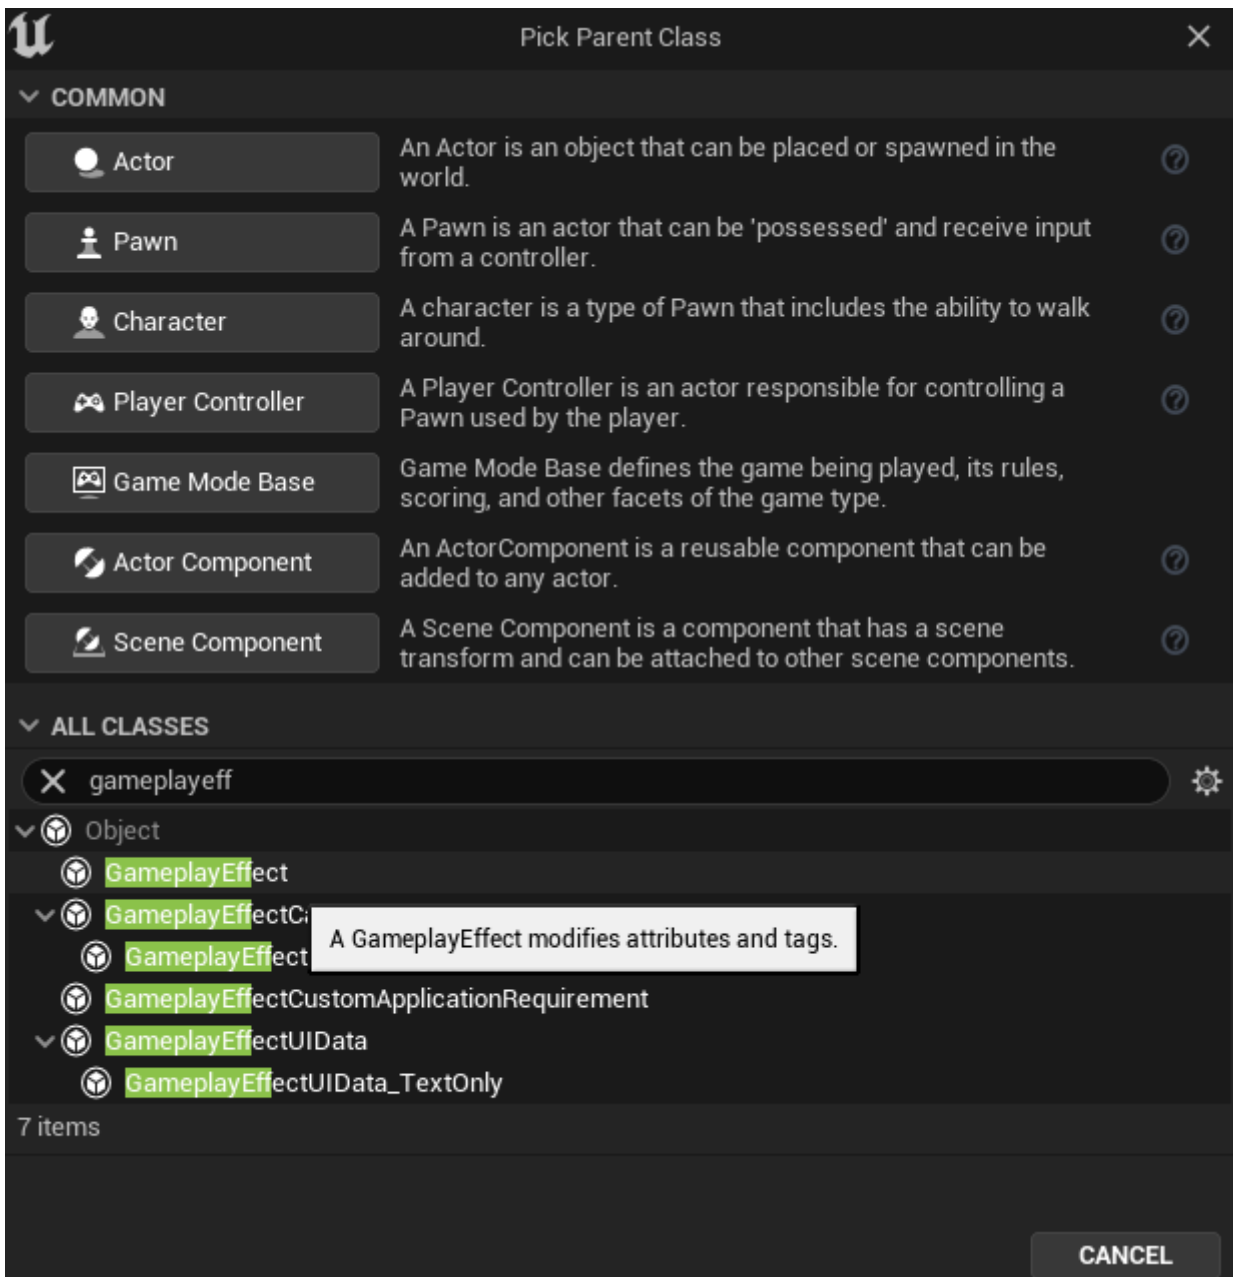 Pick Parent Class
COMMON
Actor
An Actor is an object that can be placed or spawned in the
world.
Pawn
A Pawn is an actor that can be 'possessed' and receive input
from a controller.
Character
A character is a type of Pawn that includes the ability to walk
around.
Player Controller
A Player Controller is an actor responsible for controlling a
Pawn used by the player.
Game Mode Base
Game Mode Base defines the game being played, its rules,
scoring, and other facets of the game type.
Actor Component
An ActorComponent is a reusable component that can be
added to any actor.
Scene Component
A Scene Component is a component that has a scene
transform and can be attached to other scene components.
ALL CLASSES
gameplayeff
Object
GameplayEffect
A GameplayEffect modifies attributes and tags.
GameplayEffect
GameplayEffectCustomApplicationRequirement
GameplayEffectUIData
GameplayEffectUIData_TextOnly
7 items
CANCEL